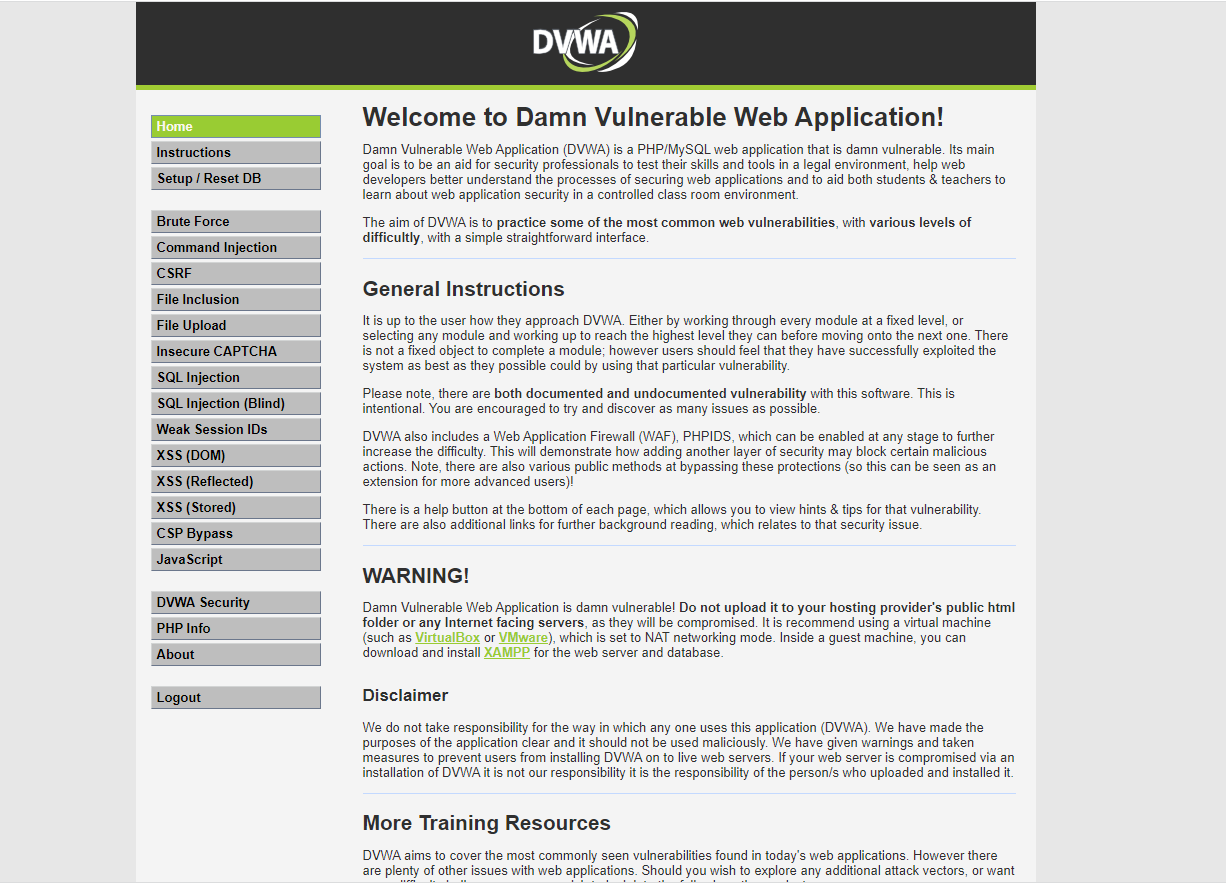 DVWA
Home
Instructions
Setup / Reset DB
Brute Force
Command Injection
CSRF
File Inclusion
File Upload
Insecure CAPTCHA
SQL Injection
SQL Injection (Blind)
Weak Session IDs
XSS (DOM)
XSS (Reflected)
XSS (Stored)
CSP Bypass
JavaScript
DVWA Security
PHP Info
About
Logout
Welcome to Damn Vulnerable Web Application!
Damn Vulnerable Web Application (DVWA) is a PHP/MySQL web application that is damn vulnerable. Its main
goal is to be an aid for security professionals to test their skills and tools in a legal environment, help web
developers better understand the processes of securing web applications and to aid both students & teachers to
learn about web application security in a controlled class room environment.
The aim of DVWA is to practice some of the most common web vulnerabilities, with various levels of
difficultly, with a simple straightforward interface.
General Instructions
It is up to the user how they approach DVWA. Either by working through every module at a fixed level, or
selecting any module and working up to reach the highest level they can before moving onto the next one. There
is not a fixed object to complete a module; however users should feel that they have successfully exploited the
system as best as they possible could by using that particular vulnerability.
Please note, there are both documented and undocumented vulnerability with this software. This is
intentional. You are encouraged to try and discover as many issues as possible.
DVWA also includes a Web Application Firewall (WAF), PHPIDS, which can be enabled at any stage to further
increase the difficulty. This will demonstrate how adding another layer of security may block certain malicious
actions. Note, there are also various public methods at bypassing these protections (so this can be seen as an
extension for more advanced users)!
There is a help button at the bottom of each page, which allows you to view hints & tips for that vulnerability.
There are also additional links for further background reading, which relates to that security issue.
WARNING!
Damn Vulnerable Web Application is damn vulnerable! Do not upload it to your hosting provider's public html
folder or any Internet facing servers, as they will be compromised. It is recommend using a virtual machine
(such as VirtualBox or VMware), which is set to NAT networking mode. Inside a guest machine, you can
download and install XAMPP for the web server and database.
Disclaimer
We do not take responsibility for the way in which any one uses this application (DVWA). We have made the
purposes of the application clear and it should not be used maliciously. We have given warnings and taken
measures to prevent users from installing DVWA on to live web servers. If your web server is compromised via an
installation of DVWA it is not our responsibility it is the responsibility of the person/s who uploaded and installed it.
More Training Resources
DVWA aims to cover the most commonly seen vulnerabilities found in today's web applications. However there
are plenty of other issues with web applications. Should you wish to explore any additional attack vectors, or want